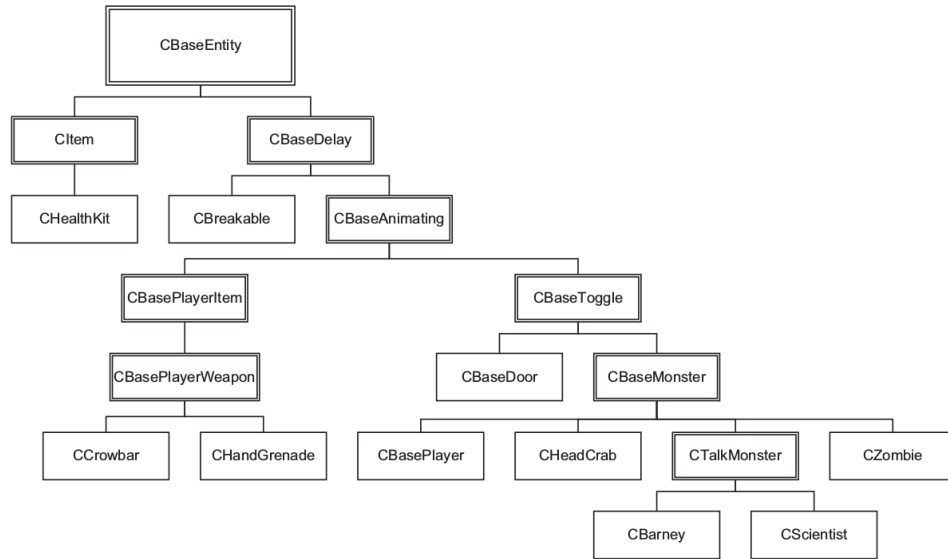 CBaseEntity
CItem
CBaseDelay
CHealthKit
CBreakable
CBaseAnimating
CBasePlayerItem
CBaseToggle
CBasePlayerWeapon
CBaseDoor
CBaseMonster
CCrowbar
CHandGrenade
CBasePlayer
CHeadCrab
CTalkMonster
CZombie
CBarney
CScientist